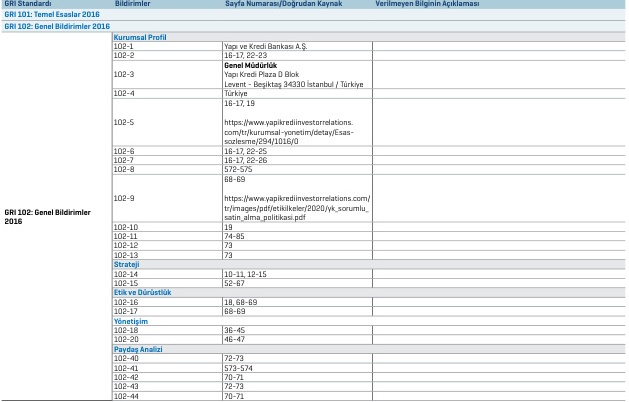 GRI Standardı Bildirimler Sayfa Numarası/Doğrudan Kaynak Verilmeyen Bilginin Açıklaması
GRI 101: Temel Esaslar 2016
GRI 102: Genel Bildirimler 2016
GRI 102: Genel Bildirimler
2016
Kurumsal Profil
102-1 Yapı ve Kredi Bankası A.Ş.
102-2 16-17, 22-23
102-3 Genel Müdürlük
Yapı Kredi Plaza D Blok
Levent - Beşiktaş 34330 İstanbul / Türkiye
102-4 Türkiye
102-5 16-17, 19
https://www.yapikrediinvestorrelations.
com/tr/kurumsal-yonetim/detay/Esas-
sozlesme/294/1016/0
102-6 16-17, 22-25
102-7 16-17, 22-26
102-8 572-575
102-9 68-69
https://www.yapikrediinvestorrelations.com/
tr/images/pdf/etikilkeler/2020/yk_sorumlu_
satin_alma_politikasi.pdf
102-10 19
102-11 74-85
102-12 73
102-13 73
Strateji
102-14 10-11, 12-15
102-15 52-67
Etik ve Dürüstlük
102-16 18, 68-69
102-17 68-69
Yönetişim
102-18 36-45
102-20 46-47
Paydaş Analizi
102-40 72-73
102-41 573-574
102-42 70-71
102-43 72-73
102-44 70-71